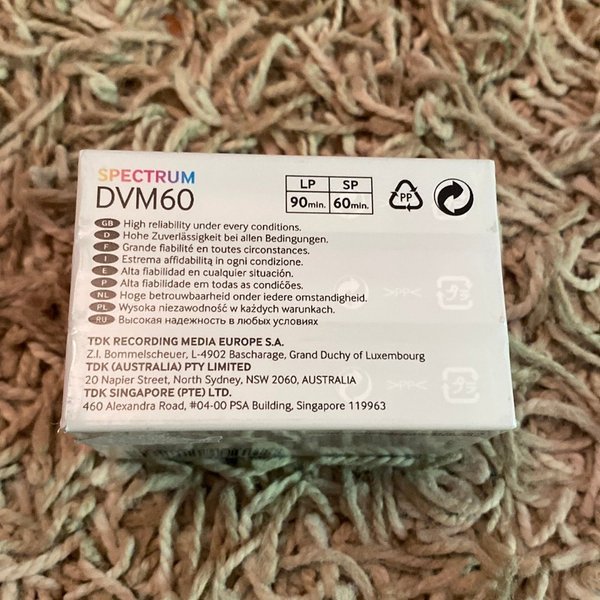 SPECTRUM
DVM60
LP SP
90min. 60min.
PP
GB High reliability under every conditions.
D Hohe Zuverlässigkeit bei allen Bedingungen.
F Grande fiabilité en toutes circonstances.
I Estrema affidabilità in ogni condizione.
E Alta fiabilidad en cualquier situación.
P Alta fiabilidade em todas as condições.
NL Hoge betrouwbaarheid onder iedere omstandigheid.
PL Wysoka niezawodność w każdych warunkach.
RU Высокая надежность в любых условиях
TDK RECORDING MEDIA EUROPE S.A.
Z.I. Bommelscheuer, L-4902 Bascharage, Grand Duchy of Luxembourg
TDK (AUSTRALIA) PTY LIMITED
20 Napier Street, North Sydney, NSW 2060, AUSTRALIA
TDK SINGAPORE (PTE) LTD.
460 Alexandra Road, #04-00 PSA Building, Singapore 119963